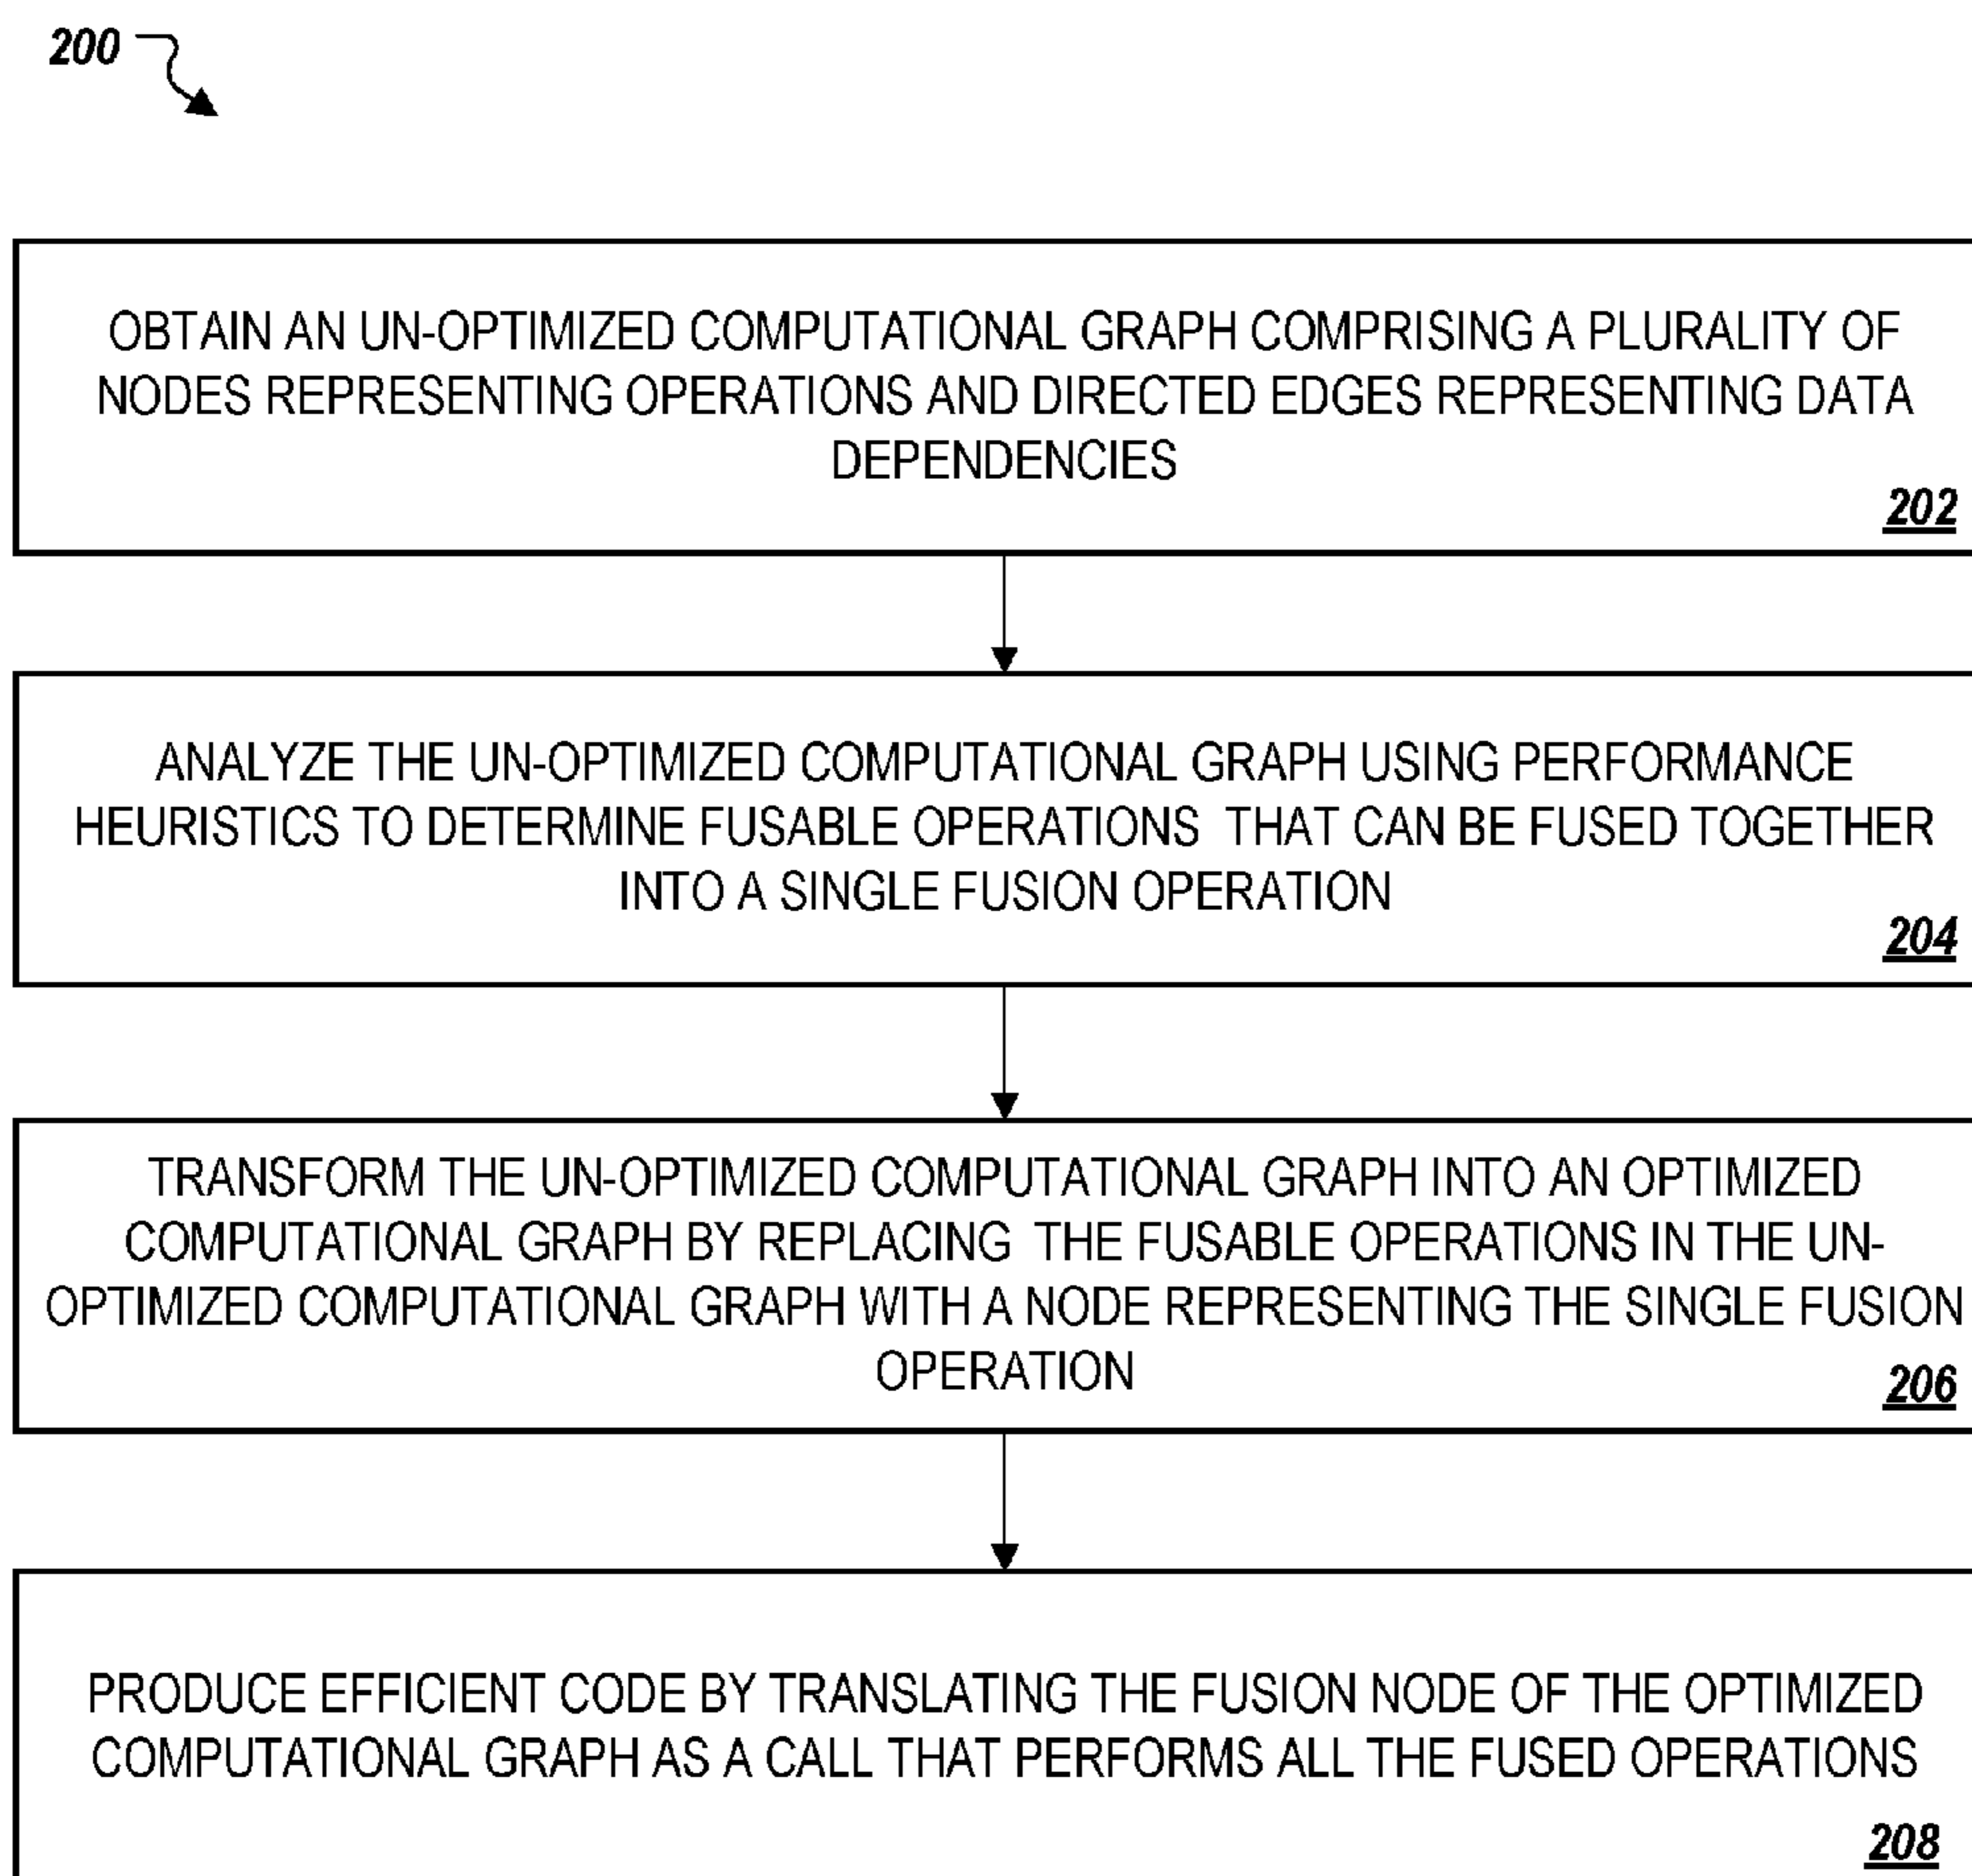 200
OBTAIN AN UN-OPTIMIZED COMPUTATIONAL GRAPH COMPRISING A PLURALITY OF
NODES REPRESENTING OPERATIONS AND DIRECTED EDGES REPRESENTING DATA
DEPENDENCIES
202
ANALYZE THE UN-OPTIMIZED COMPUTATIONAL GRAPH USING PERFORMANCE
HEURISTICS TO DETERMINE FUSABLE OPERATIONS THAT CAN BE FUSED TOGETHER
INTO A SINGLE FUSION OPERATION
204
TRANSFORM THE UN-OPTIMIZED COMPUTATIONAL GRAPH INTO AN OPTIMIZED
COMPUTATIONAL GRAPH BY REPLACING THE FUSABLE OPERATIONS IN THE UN-
OPTIMIZED COMPUTATIONAL GRAPH WITH A NODE REPRESENTING THE SINGLE FUSION
OPERATION
206
PRODUCE EFFICIENT CODE BY TRANSLATING THE FUSION NODE OF THE OPTIMIZED
COMPUTATIONAL GRAPH AS A CALL THAT PERFORMS ALL THE FUSED OPERATIONS
208